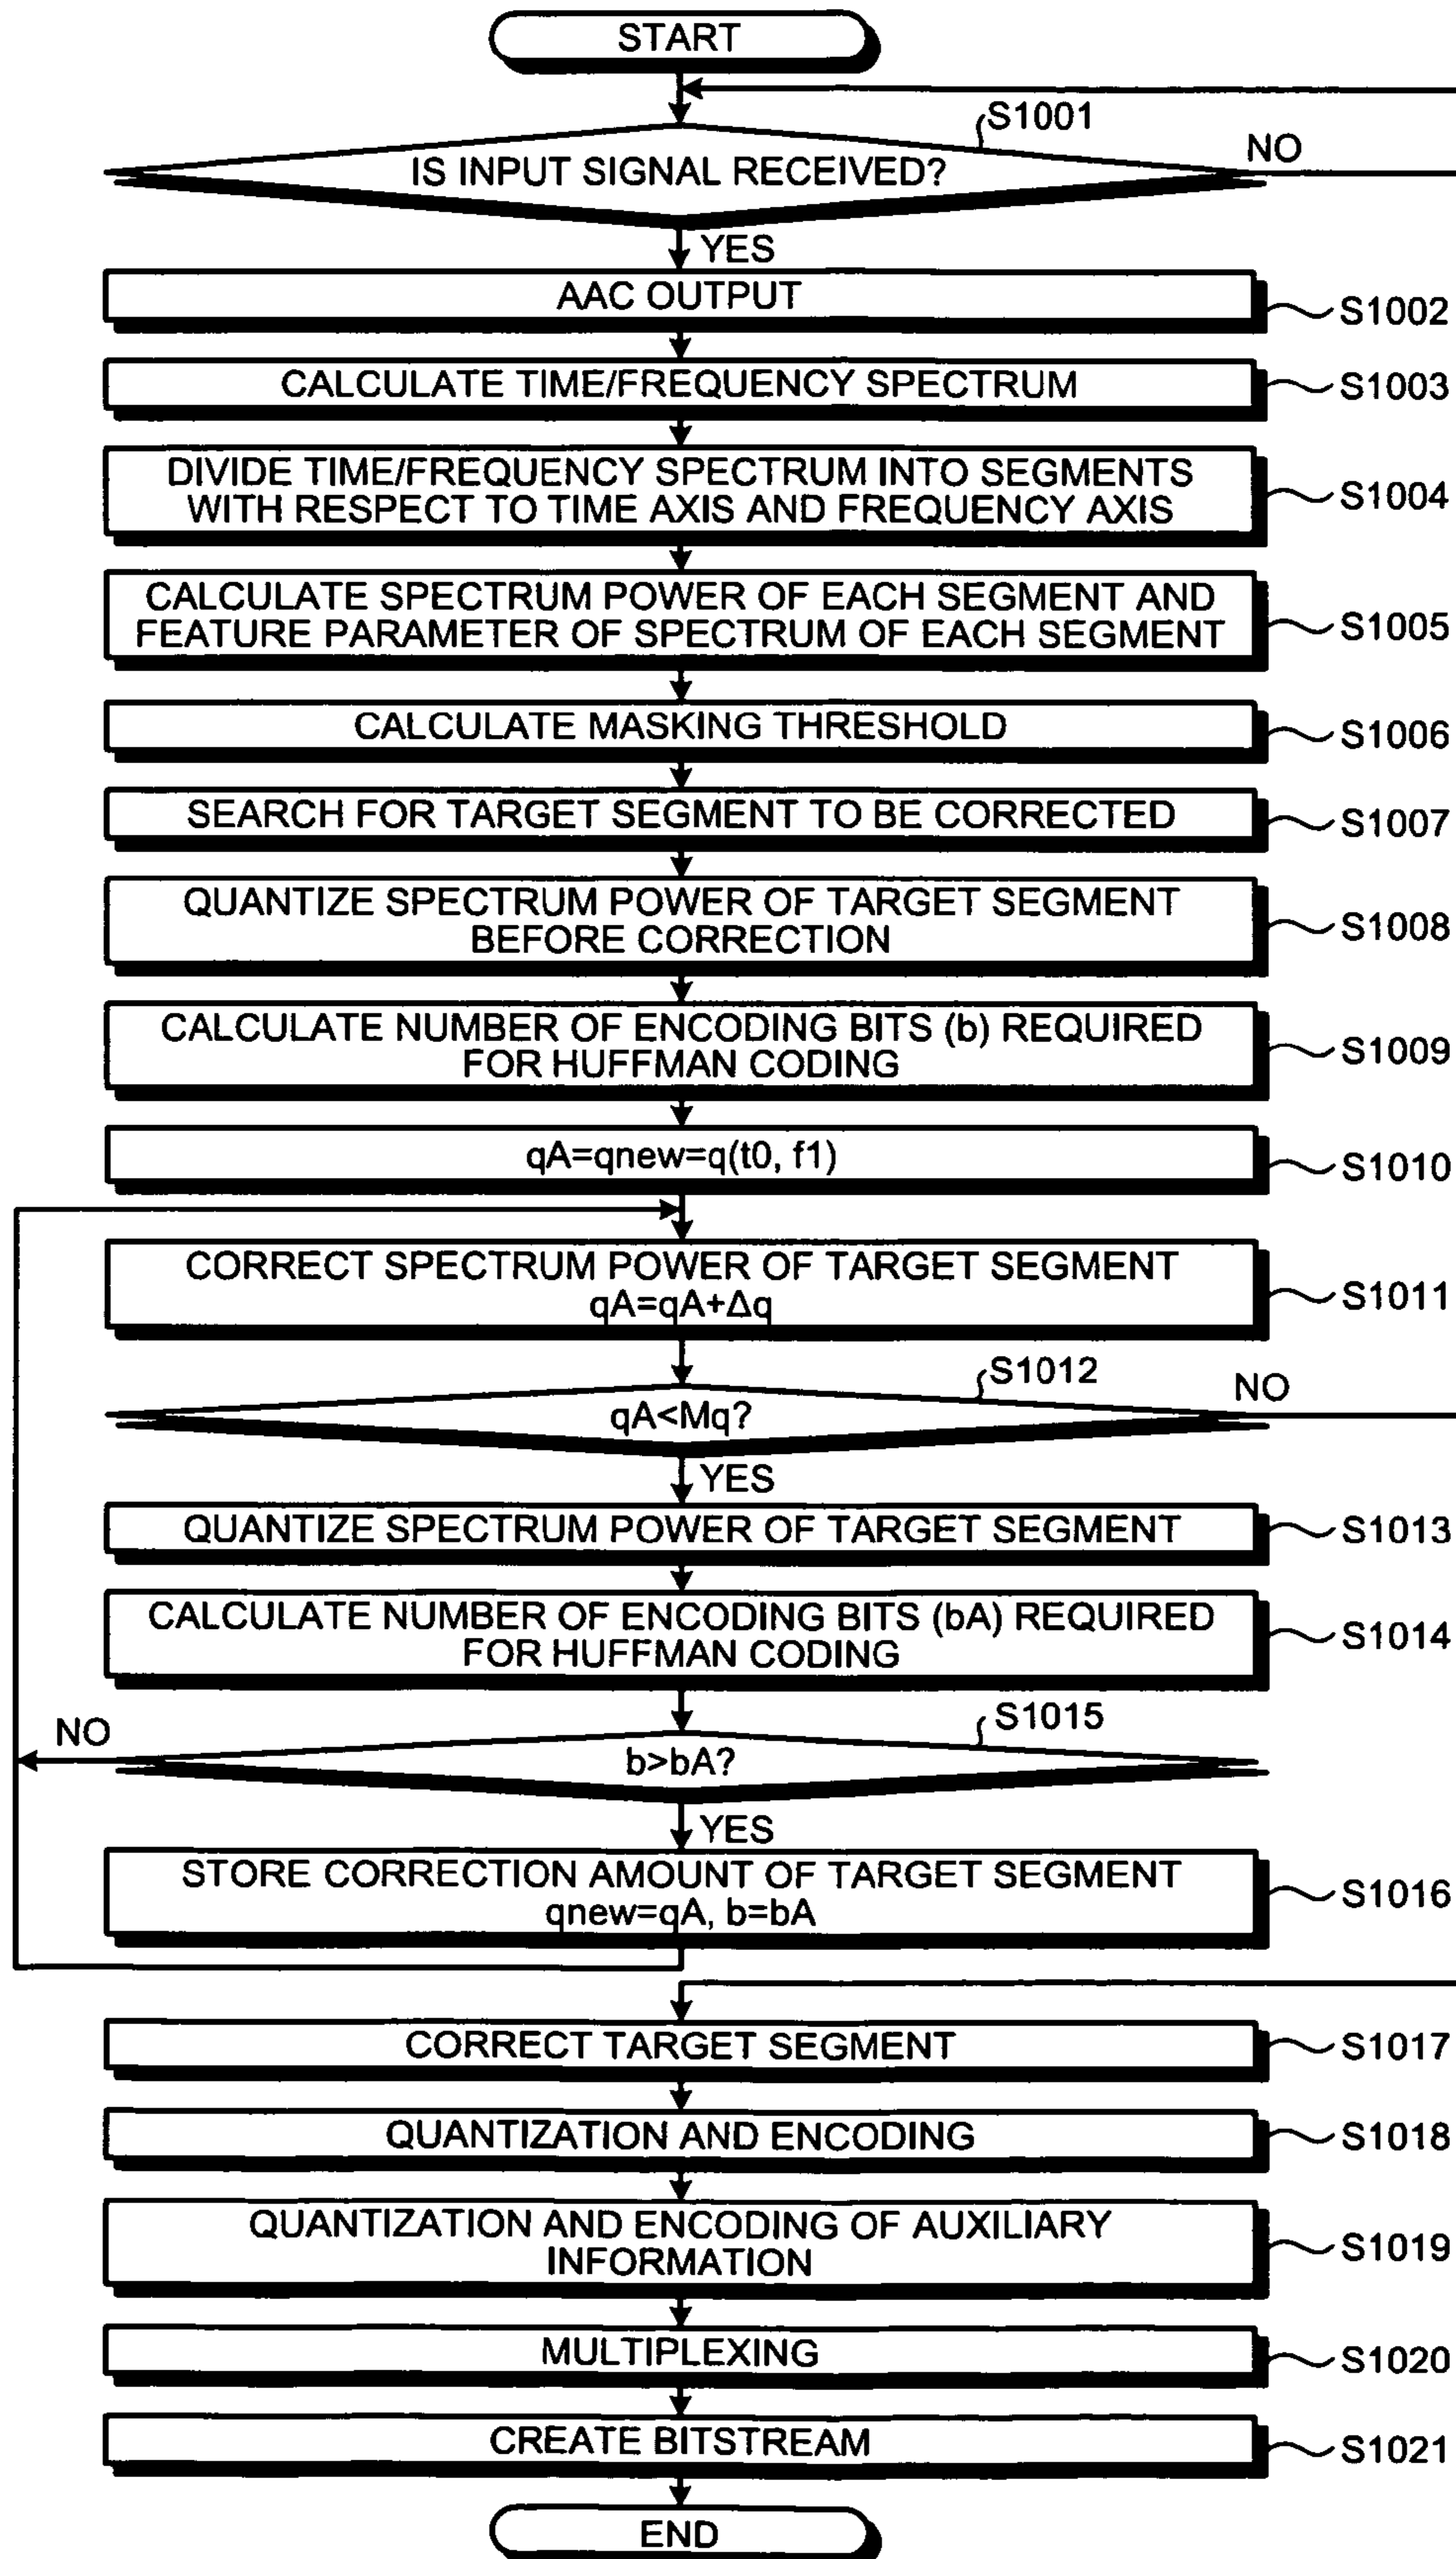 START
S1001
IS INPUT SIGNAL RECEIVED?
NO
YES
AAC OUTPUT
S1002
CALCULATE TIME/FREQUENCY SPECTRUM
S1003
DIVIDE TIME/FREQUENCY SPECTRUM INTO SEGMENTS
WITH RESPECT TO TIME AXIS AND FREQUENCY AXIS
S1004
CALCULATE SPECTRUM POWER OF EACH SEGMENT AND
FEATURE PARAMETER OF SPECTRUM OF EACH SEGMENT
S1005
CALCULATE MASKING THRESHOLD
S1006
SEARCH FOR TARGET SEGMENT TO BE CORRECTED
S1007
QUANTIZE SPECTRUM POWER OF TARGET SEGMENT
BEFORE CORRECTION
S1008
CALCULATE NUMBER OF ENCODING BITS (b) REQUIRED
FOR HUFFMAN CODING
S1009
qA=qnew=q(t0, f1)
S1010
CORRECT SPECTRUM POWER OF TARGET SEGMENT
qA=qA+Δq
S1011
S1012
qA<Mq?
NO
YES
QUANTIZE SPECTRUM POWER OF TARGET SEGMENT
S1013
CALCULATE NUMBER OF ENCODING BITS (bA) REQUIRED
FOR HUFFMAN CODING
S1014
S1015
NO
b>bA?
YES
STORE CORRECTION AMOUNT OF TARGET SEGMENT
qnew=qA, b=bA
S1016
CORRECT TARGET SEGMENT
S1017
QUANTIZATION AND ENCODING
S1018
QUANTIZATION AND ENCODING OF AUXILIARY
INFORMATION
S1019
MULTIPLEXING
S1020
CREATE BITSTREAM
S1021
END